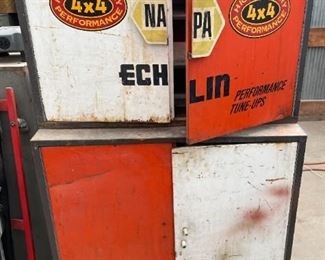 4x4
PERFORMANCE
NA
PA
4x4
PERFORMANCE
ECH
LIN
PERFORMANCE
TUNE-UPS